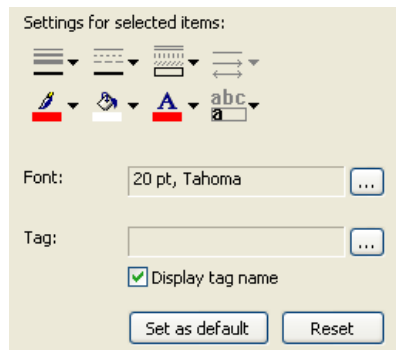 Settings for selected items:
A abc
a
Font: 20 pt, Tahoma ...
Tag: ...
Display tag name
Set as default Reset